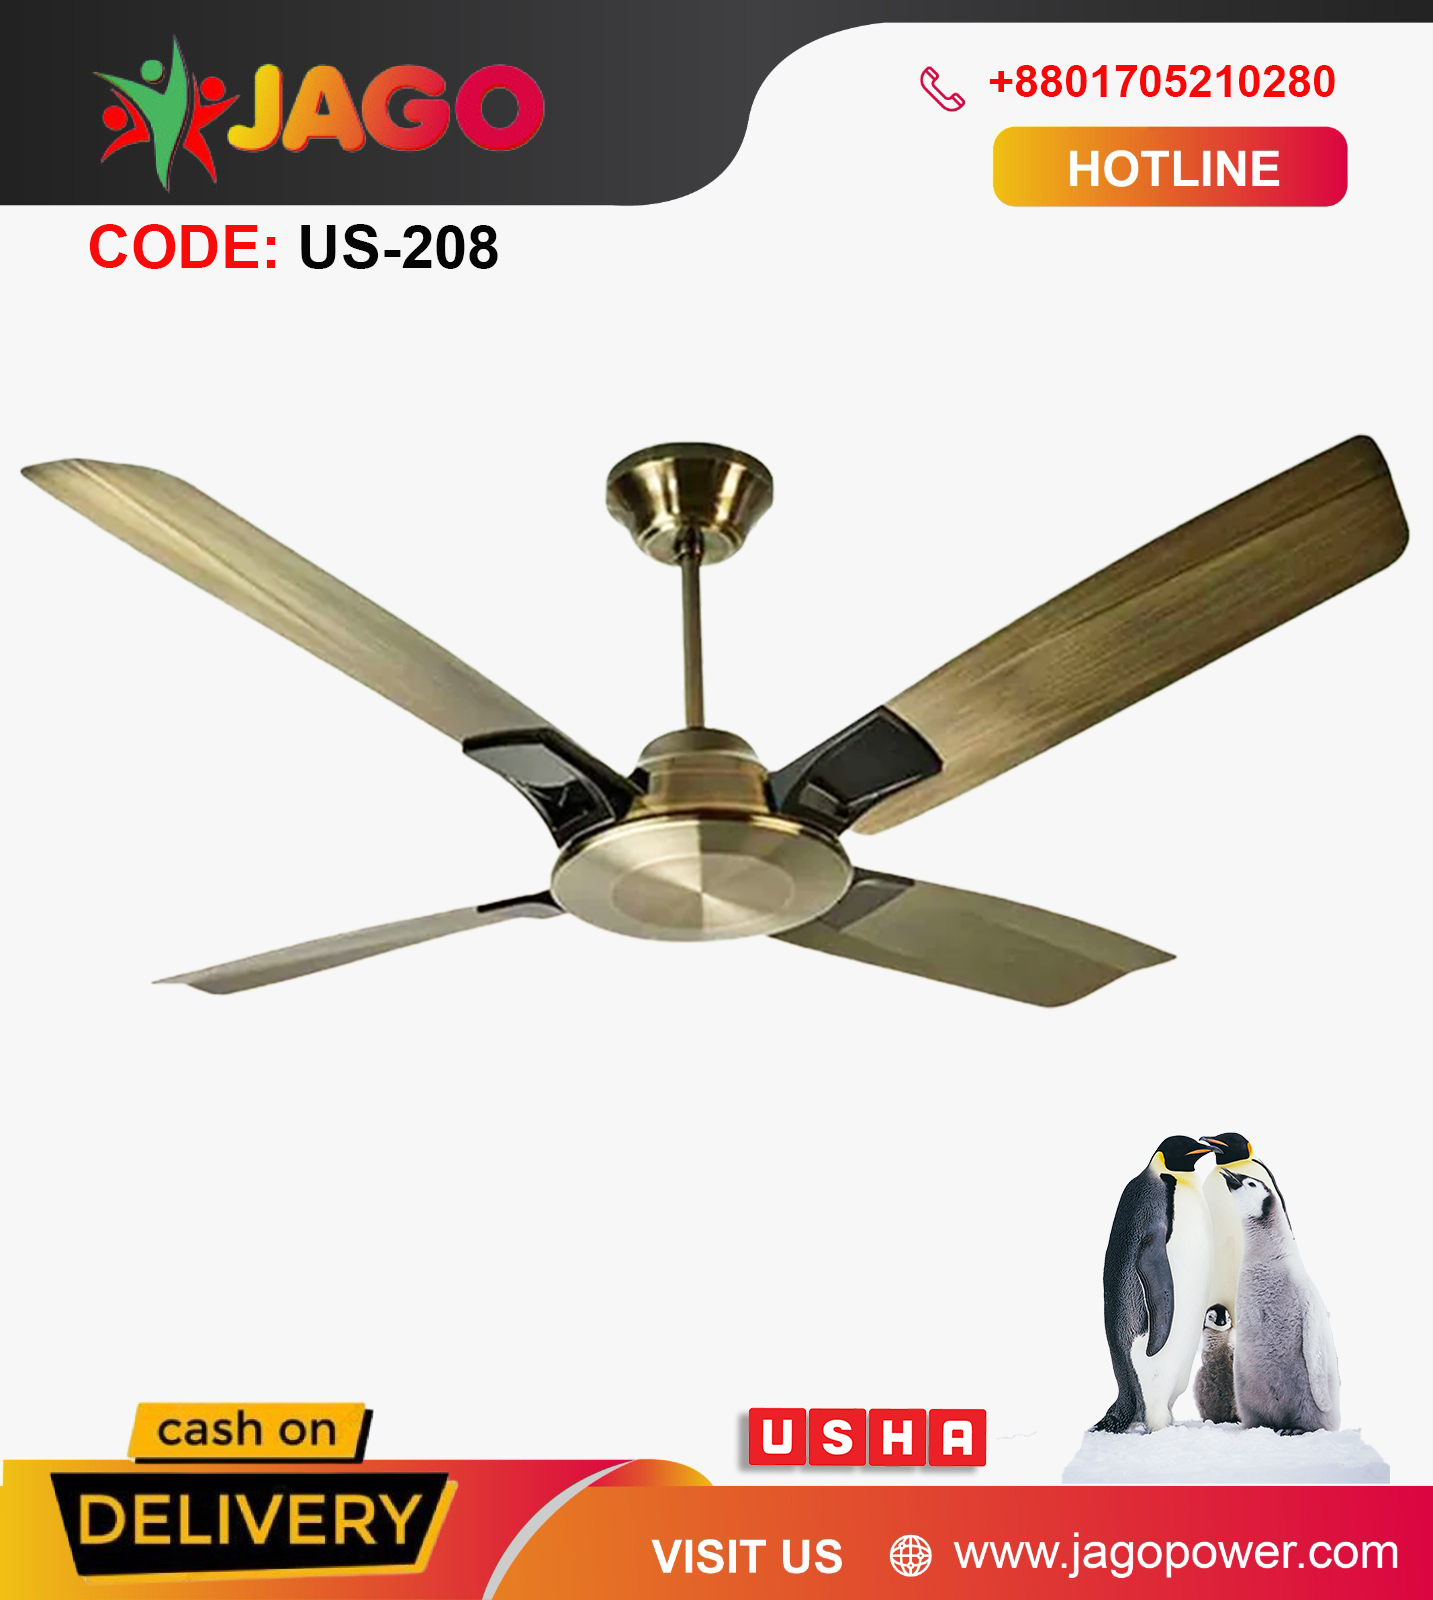 JAGO
+8801705210280
HOTLINE
CODE: US-208
cash on
DELIVERY
USHA
VISIT US
www.jagopower.com